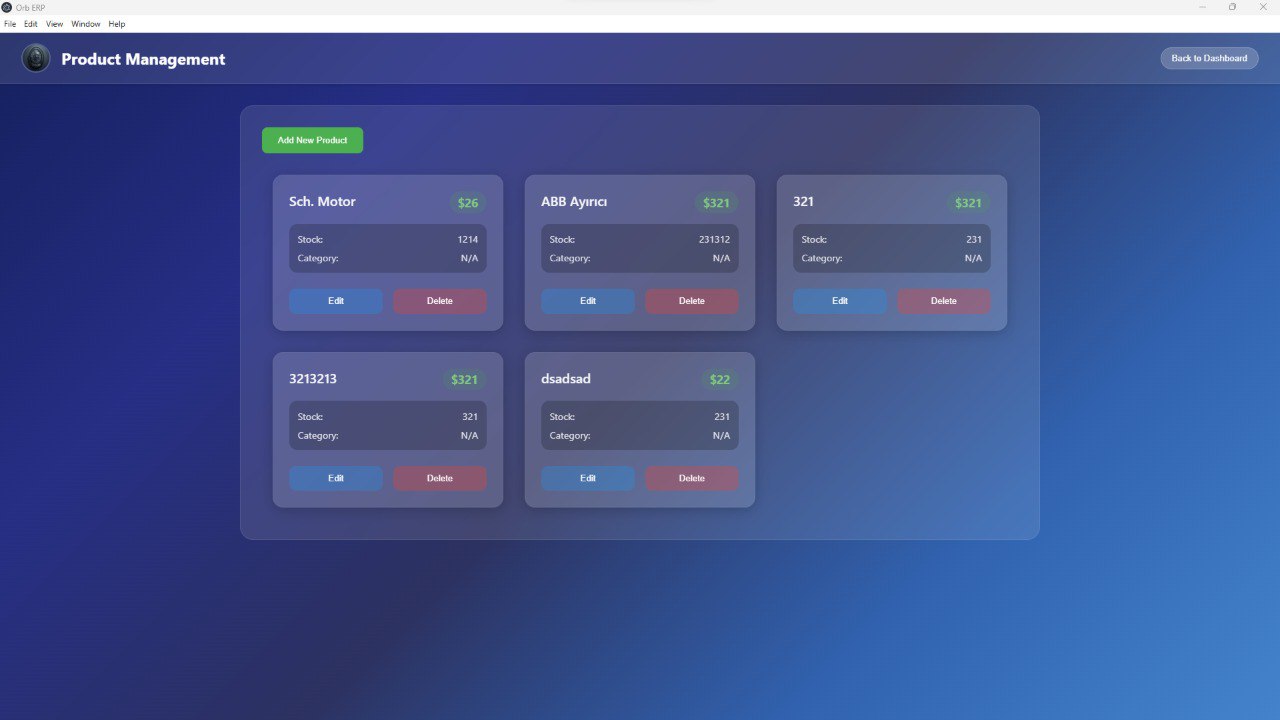 Orb ERP
File Edit View Window Help
Product Management
Back to Dashboard
Add New Product
Sch. Motor $26
Stock: 1214
Category: N/A
Edit Delete
ABB Ayırıcı $321
Stock: 231312
Category: N/A
Edit Delete
321 $321
Stock: 231
Category: N/A
Edit Delete
3213213 $321
Stock: 321
Category: N/A
Edit Delete
dsadsad $22
Stock: 231
Category: N/A
Edit Delete